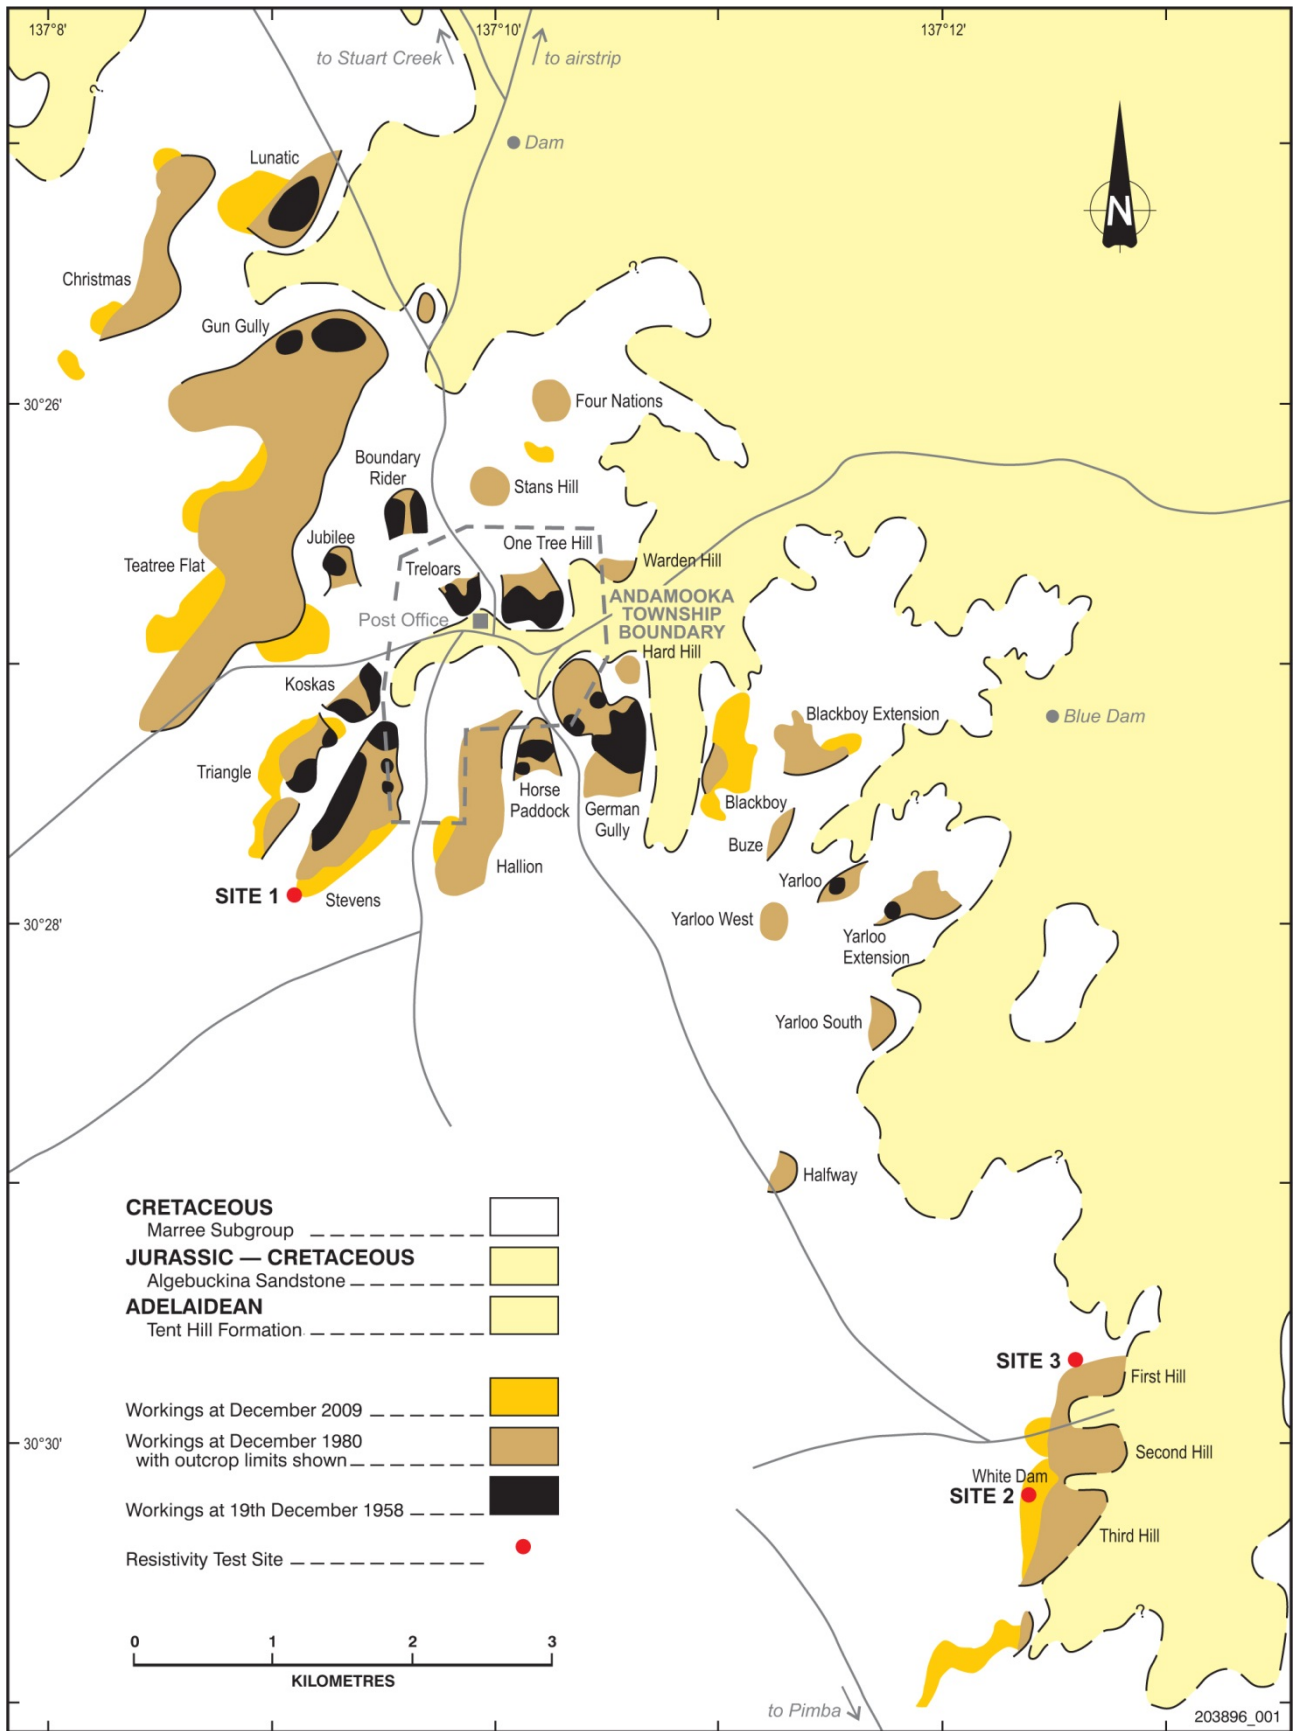 137°8'
137°10'
137°12'
to Stuart Creek
to airstrip
?
Dam
Lunatic
N
Christmas
?
Gun Gully
30°26'
Four Nations
Boundary
Rider
Stans Hill
?
Jubilee
One Tree Hill
Teatree Flat
Treloars
Warden Hill
ANDAMOOKA
TOWNSHIP
BOUNDARY
Post Office
Hard Hill
Koskas
Blackboy Extension
Blue Dam
Triangle
Horse
Paddock
German
Gully
Blackboy
?
Buze
Hallion
Yarloo
SITE 1
Stevens
Yarloo West
30°28'
Yarloo
Extension
Yarloo South
?
Halfway
CRETACEOUS
Marree Subgroup
JURASSIC — CRETACEOUS
Algebuckina Sandstone
ADELAIDEAN
Tent Hill Formation
SITE 3
First Hill
Workings at December 2009
Workings at December 1980
with outcrop limits shown
30°30'
Second Hill
White Dam
SITE 2
Workings at 19th December 1958
Third Hill
Resistivity Test Site
?
0 1 2 3
KILOMETRES
to Pimba
203896_001